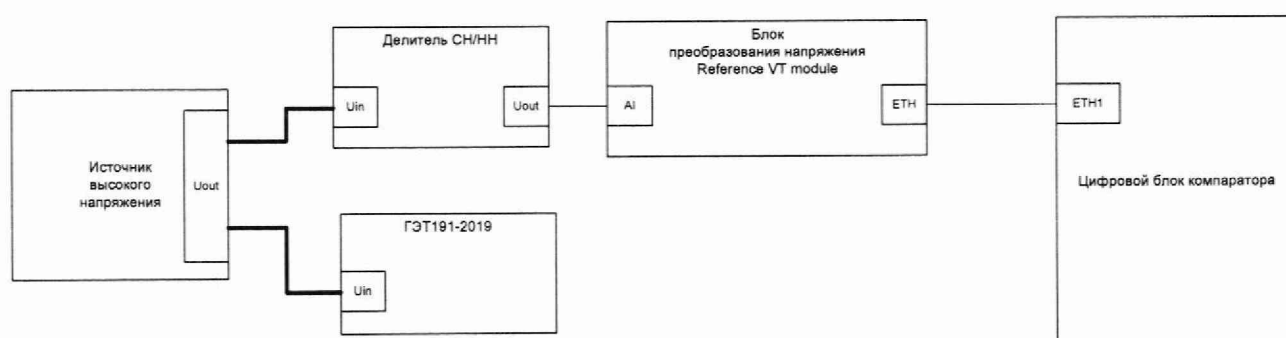 Делитель СН/НН
Uin
Uout
Блок
преобразования напряжения
Reference VT module
AI
ETH
ETH1
Цифровой блок компаратора
Источник
высокого
напряжения
Uout
ГЭТ191-2019
Uin